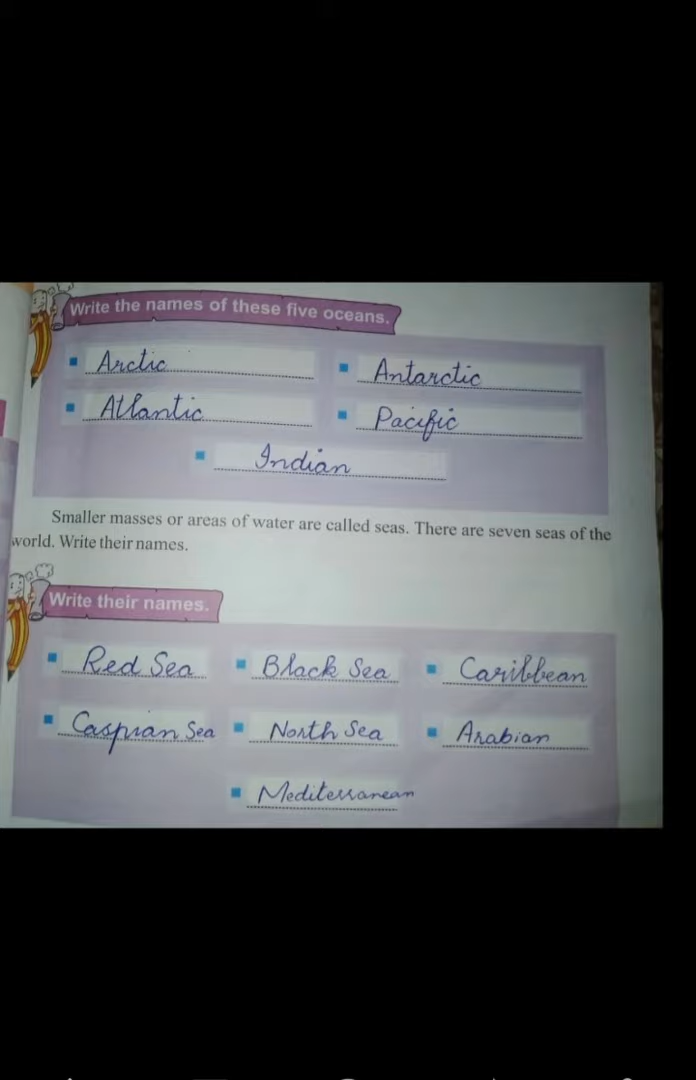 Write the names of these five oceans.
Arctic Antarctic
Atlantic Pacific
Indian
Smaller masses or areas of water are called seas. There are seven seas of the
world. Write their names.
Write their names.
Red Sea Black Sea Caribbean
Caspian Sea North Sea Arabian
Mediterranean